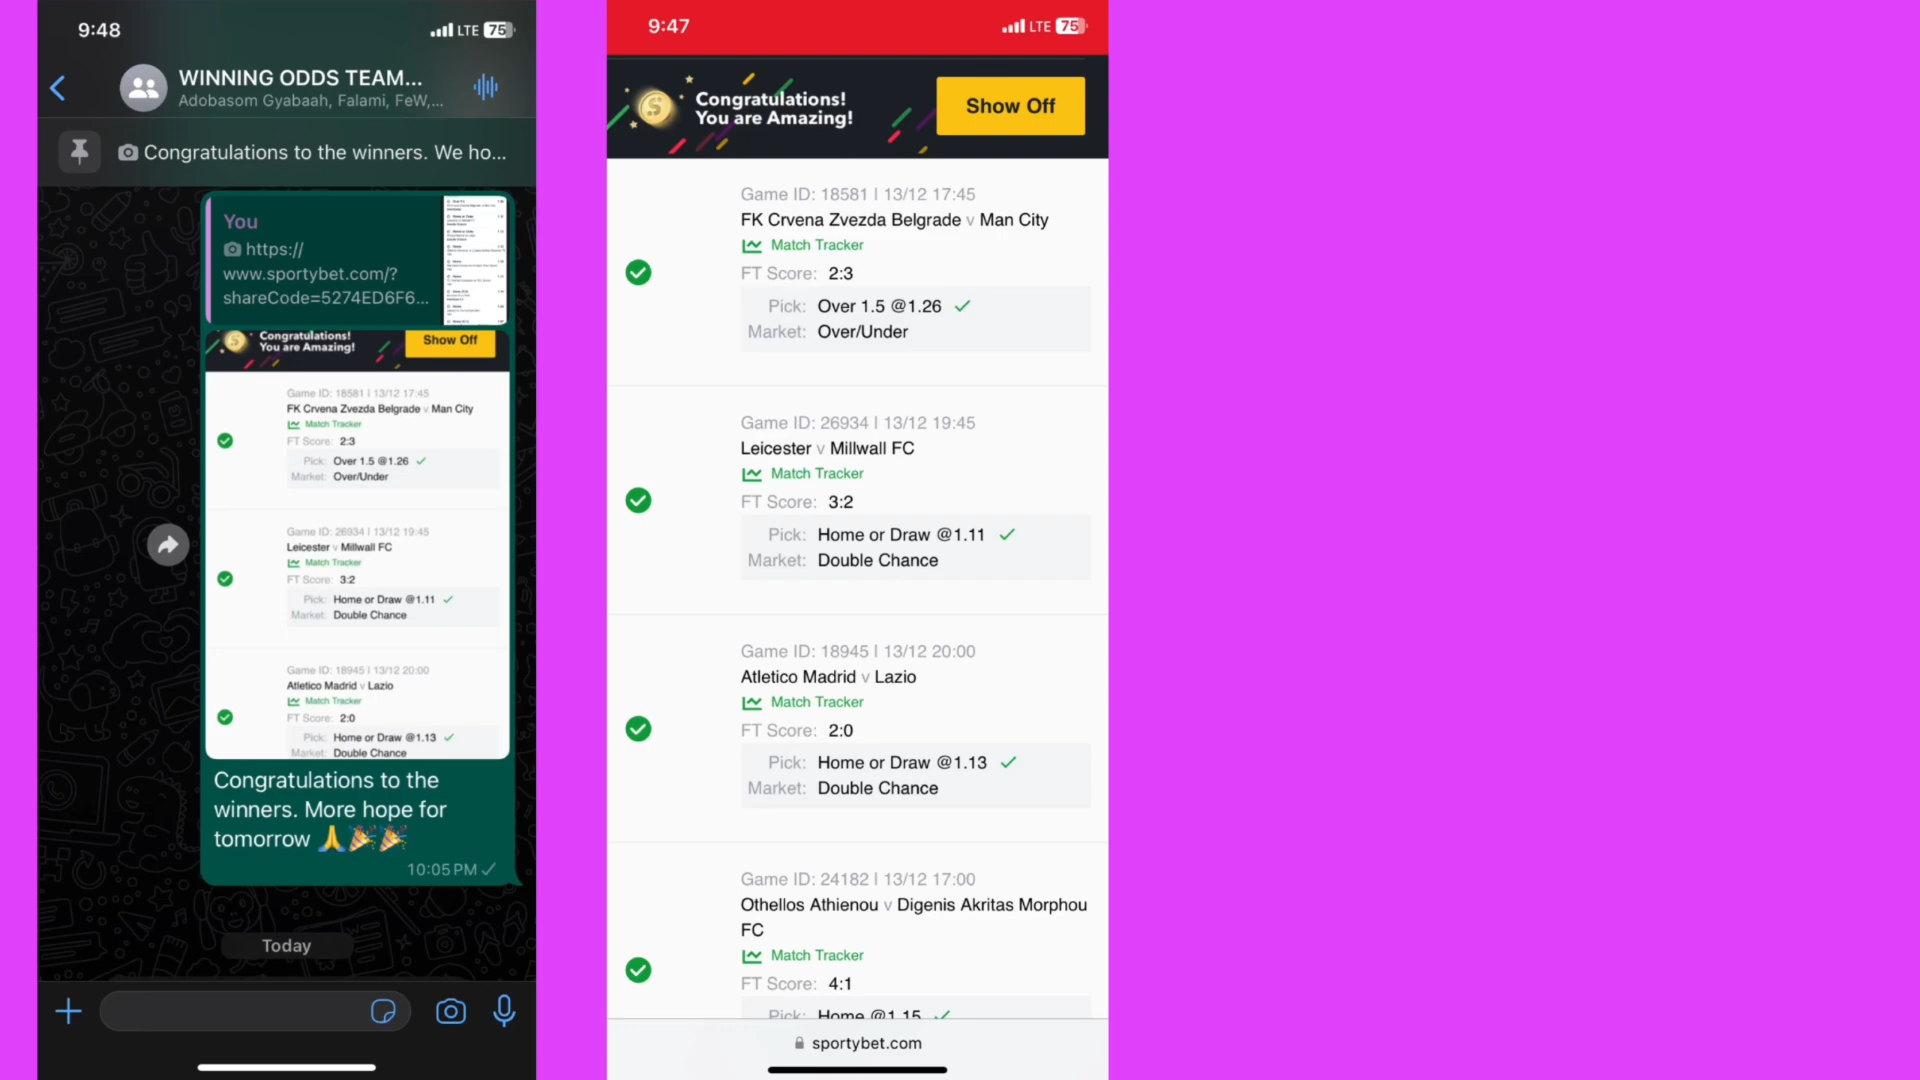 9:48
LTE 75
WINNING ODDS TEAM...
Adobasom Gyabaah, Falami, FeW,...
Congratulations to the winners. We ho...
You
https://
www.sportybet.com/?
shareCode=5274ED6F6...
Congratulations!
You are Amazing!
Show Off
Game ID: 18581 | 13/12 17:45
FK Crvena Zvezda Belgrade v Man City
Match Tracker
FT Score: 2:3
Pick: Over 1.5 @1.26
Market: Over/Under
Game ID: 26934 | 13/12 19:45
Leicester v Millwall FC
Match Tracker
FT Score: 3:2
Pick: Home or Draw @1.11
Market: Double Chance
Game ID: 18945 | 13/12 20:00
Atletico Madrid v Lazio
Match Tracker
FT Score: 2:0
Pick: Home or Draw @1.13
Market: Double Chance
Congratulations to the
winners. More hope for
tomorrow 🙏🎉🎉
10:05 PM
Today
9:47
LTE 75
Congratulations!
You are Amazing!
Show Off
Game ID: 18581 | 13/12 17:45
FK Crvena Zvezda Belgrade v Man City
Match Tracker
FT Score: 2:3
Pick: Over 1.5 @1.26
Market: Over/Under
Game ID: 26934 | 13/12 19:45
Leicester v Millwall FC
Match Tracker
FT Score: 3:2
Pick: Home or Draw @1.11
Market: Double Chance
Game ID: 18945 | 13/12 20:00
Atletico Madrid v Lazio
Match Tracker
FT Score: 2:0
Pick: Home or Draw @1.13
Market: Double Chance
Game ID: 24182 | 13/12 17:00
Othellos Athienou v Digenis Akritas Morphou
FC
Match Tracker
FT Score: 4:1
Pick: Home @1.15
sportybet.com